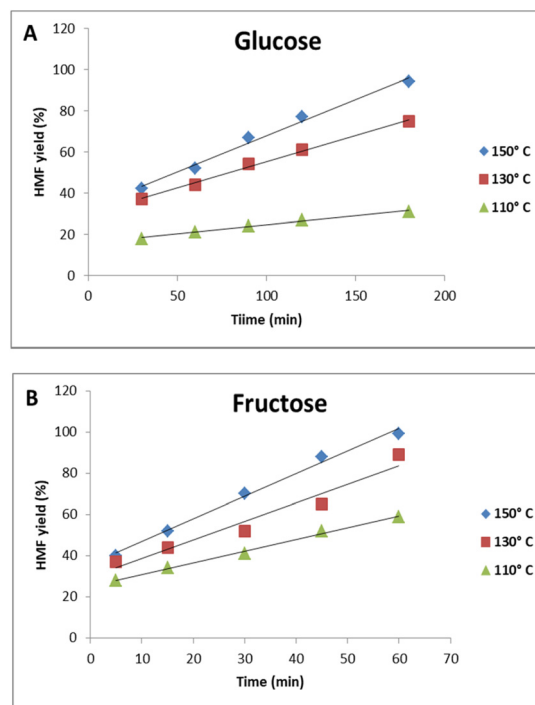 A
Glucose
120
100
80
60
40
20
0
HMF yield (%)
0 50 100 150 200
Tiime (min)
150° C
130° C
110° C
B
Fructose
120
100
80
60
40
20
0
HMF yield (%)
0 10 20 30 40 50 60 70
Time (min)
150° C
130° C
110° C